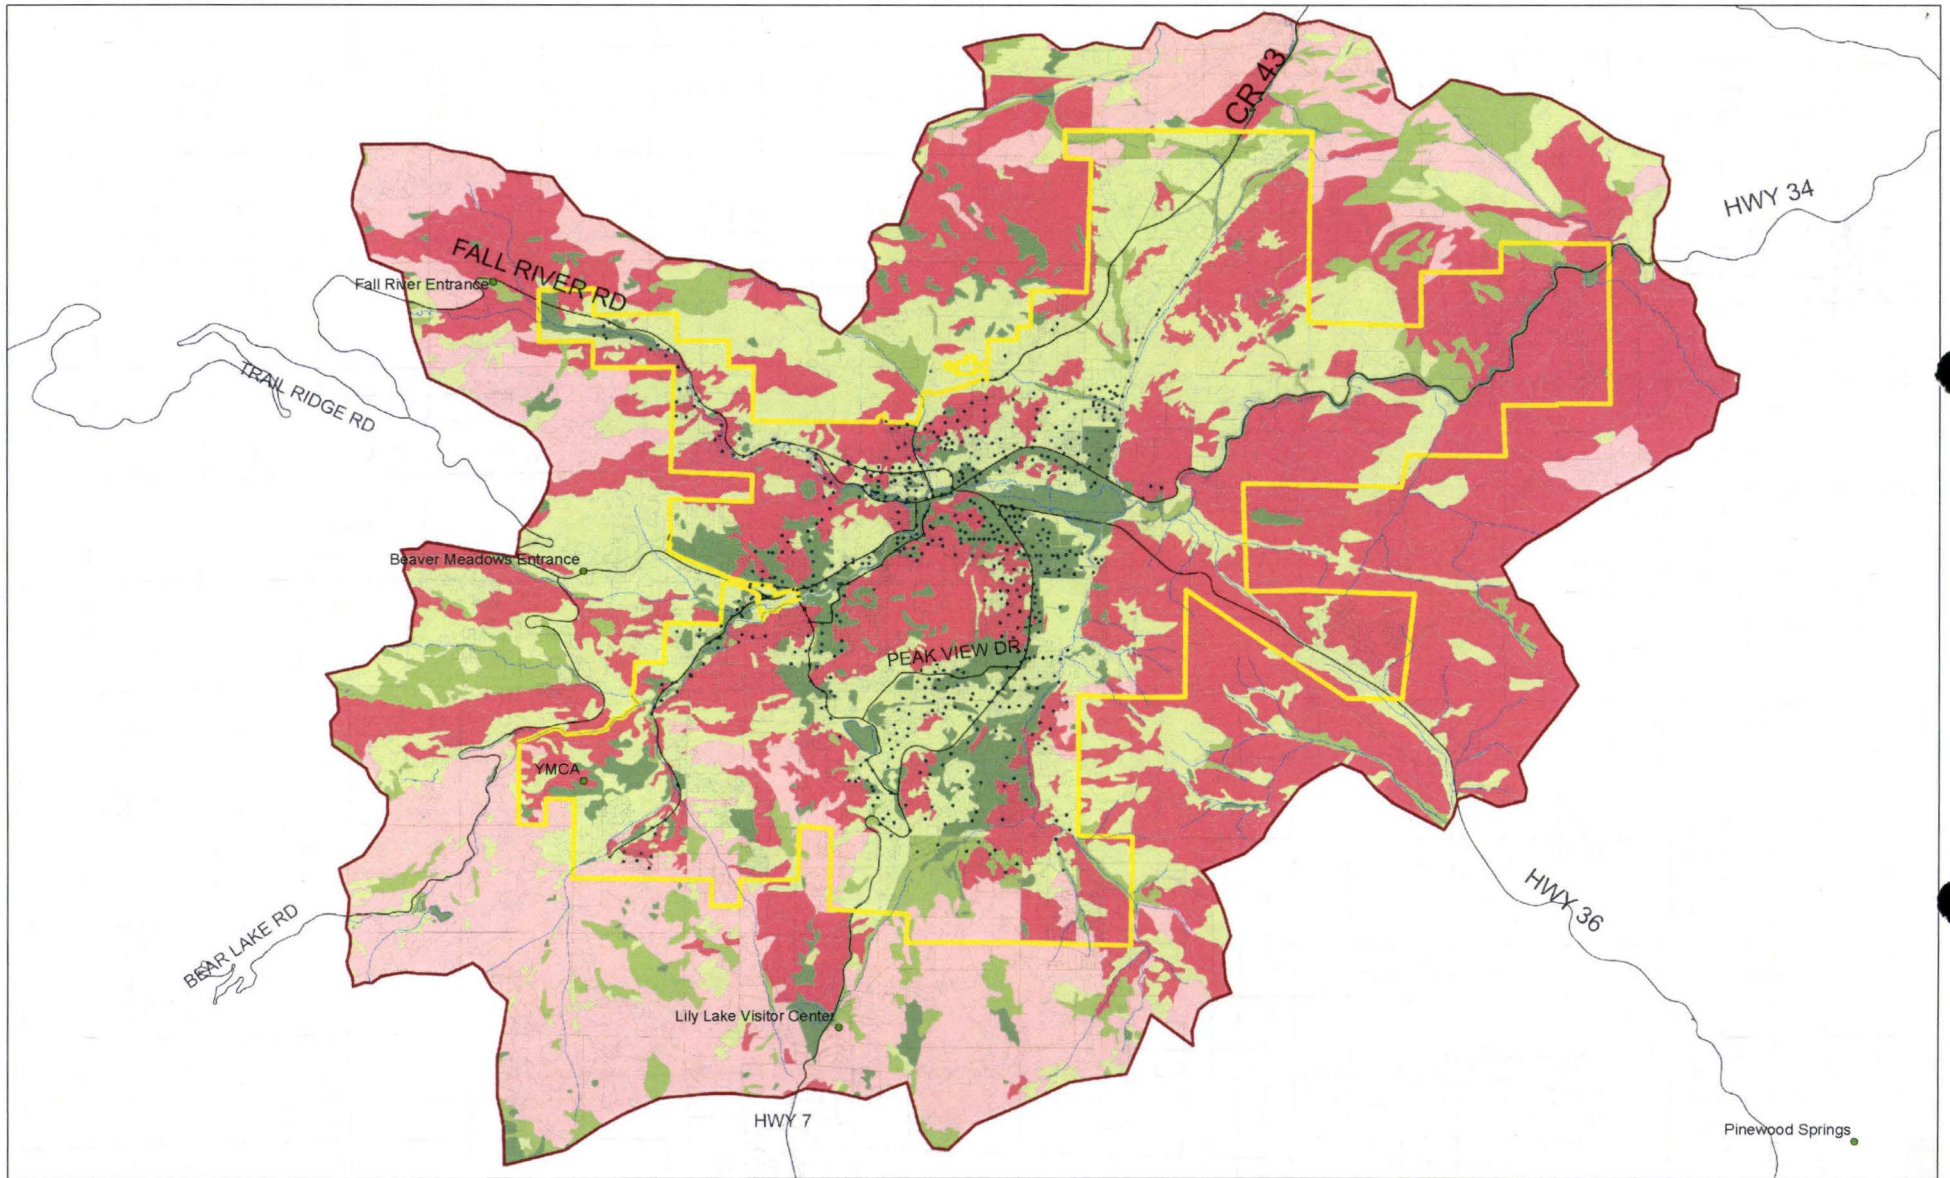 CR 43
HWY 34
FALL RIVER RD
Fall River Entrance
TRAIL RIDGE RD
Beaver Meadows Entrance
PEAK VIEW DR
YMCA
HWY 36
BEAR LAKE RD
Lily Lake Visitor Center
HWY 7
Pinewood Springs